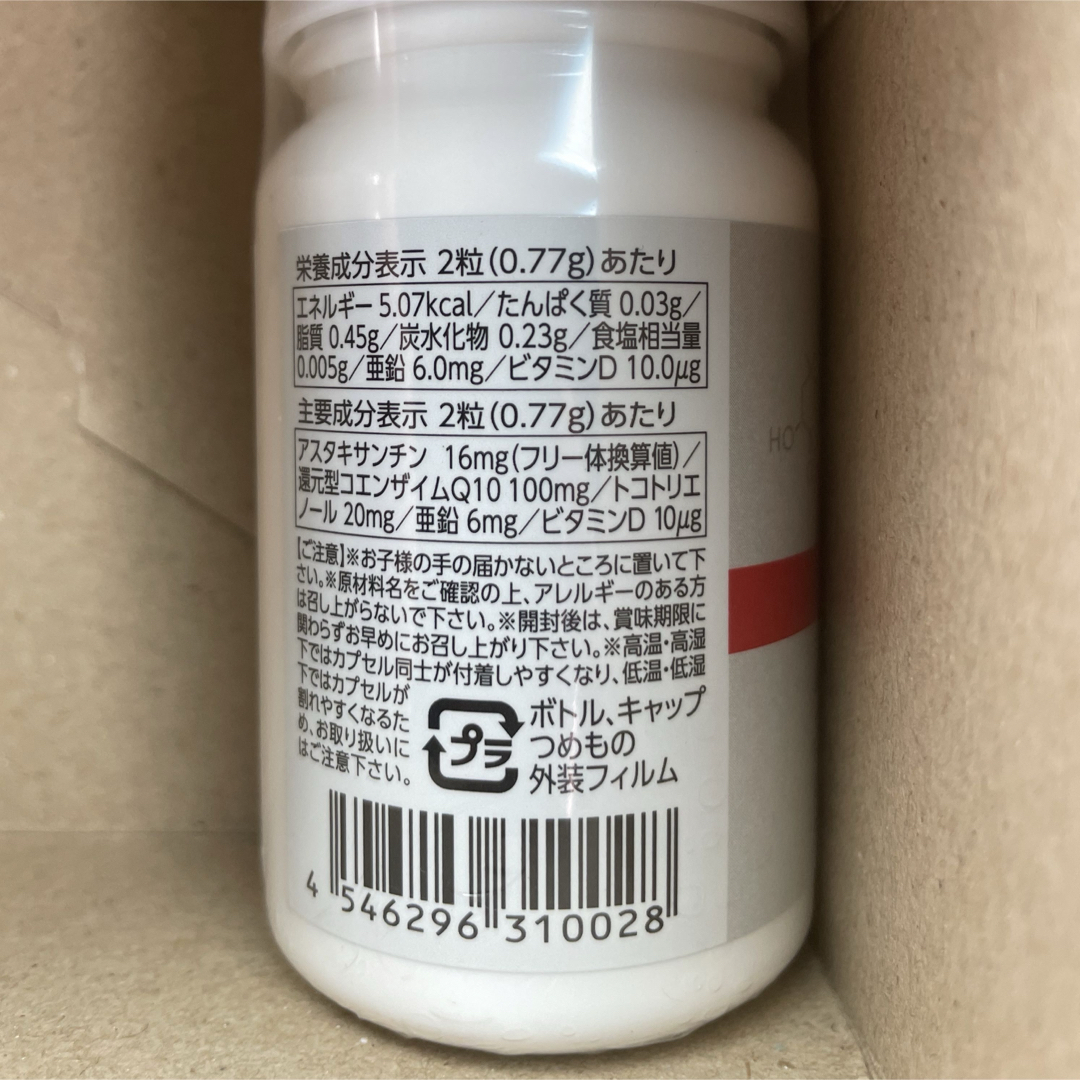 栄養成分表示 2粒(0.77g)あたり
エネルギー 5.07kcal/たんぱく質 0.03g/
脂質 0.45g/炭水化物 0.23g/食塩相当量
0.005g/亜鉛 6.0mg/ビタミンD 10.0μg
主要成分表示 2粒(0.77g)あたり
アスタキサンチン 16mg(フリー体換算値)/
還元型コエンザイムQ10 100mg/トコトリエ
ノール 20mg/亜鉛 6mg/ビタミンD 10μg
【ご注意】※お子様の手の届かないところに置いて下
さい。※原材料名をご確認の上、アレルギーのある方
は召し上がらないで下さい。※開封後は、賞味期限に
関わらずお早めにお召し上がり下さい。※高温・高湿
下ではカプセル同士が付着しやすくなり、低温・低湿
下ではカプセルが
割れやすくなるた
め、お取り扱いに
はご注意下さい。
プラ
ボトル、キャップ
つめもの
外装フィルム
4 546296 310028
HO